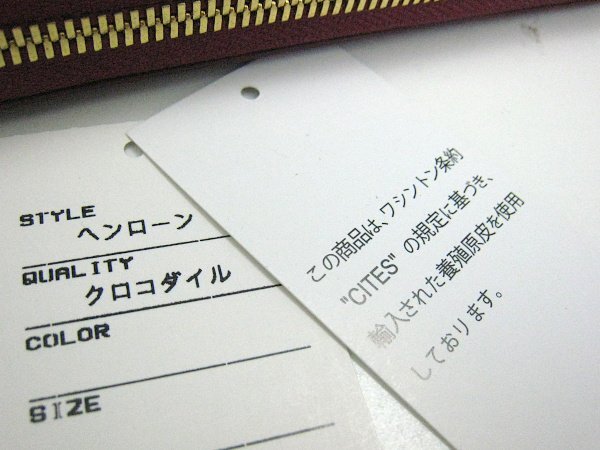 STYLE
ヘンローン
QUALITY
クロコダイル
COLOR
SIZE
この商品は、ワシントン条約
"CITES" の規定に基づき、
輸入された養殖原皮を使用
しております。